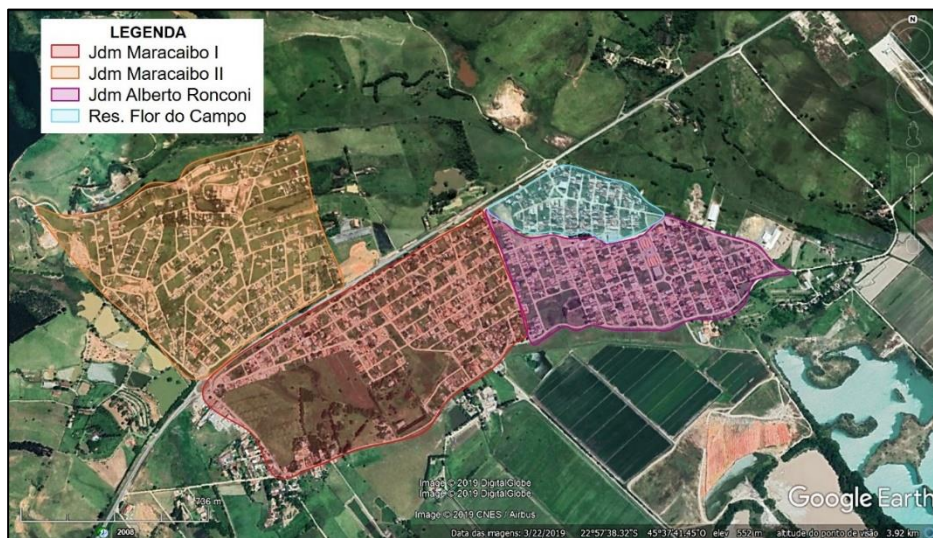 LEGENDA
Jdm Maracaibo I
Jdm Maracaibo II
Jdm Alberto Ronconi
Res. Flor do Campo
N
Image © 2019 DigitalGlobe
Image © 2019 DigitalGlobe
736 m
Image © 2019 CNES / Airbus
Google Earth
2008
Data das imagens: 3/22/2019 22°57'38.32"S 45°37'41.45"O elev 552 m altitude do ponto de visão 3.92 km